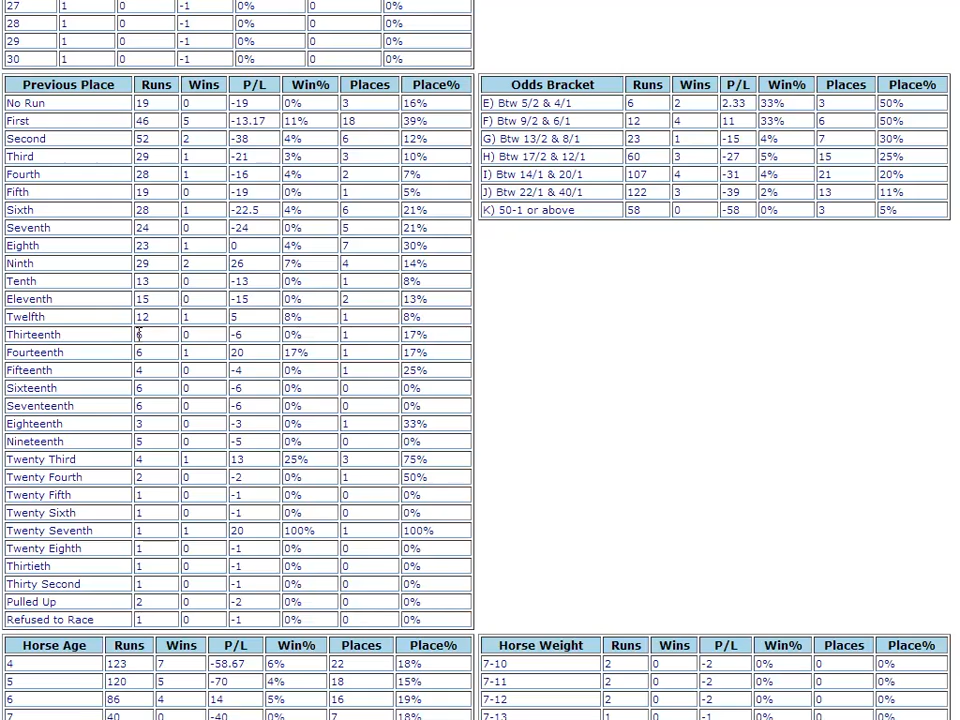 27 1 0 -1 0% 0 0%
28 1 0 -1 0% 0 0%
29 1 0 -1 0% 0 0%
30 1 0 -1 0% 0 0%
Previous Place Runs Wins P/L Win% Places Place%
No Run 19 0 -19 0% 3 16%
First 46 5 -13.17 11% 18 39%
Second 52 2 -38 4% 6 12%
Third 29 1 -21 3% 3 10%
Fourth 28 1 -16 4% 2 7%
Fifth 19 0 -19 0% 1 5%
Sixth 28 1 -22.5 4% 6 21%
Seventh 24 0 -24 0% 5 21%
Eighth 23 1 0 4% 7 30%
Ninth 29 2 26 7% 4 14%
Tenth 13 0 -13 0% 1 8%
Eleventh 15 0 -15 0% 2 13%
Twelfth 12 1 5 8% 1 8%
Thirteenth 6 0 -6 0% 1 17%
Fourteenth 6 1 20 17% 1 17%
Fifteenth 4 0 -4 0% 1 25%
Sixteenth 6 0 -6 0% 0 0%
Seventeenth 6 0 -6 0% 0 0%
Eighteenth 3 0 -3 0% 1 33%
Nineteenth 5 0 -5 0% 0 0%
Twenty Third 4 1 13 25% 3 75%
Twenty Fourth 2 0 -2 0% 1 50%
Twenty Fifth 1 0 -1 0% 0 0%
Twenty Sixth 1 0 -1 0% 0 0%
Twenty Seventh 1 1 20 100% 1 100%
Twenty Eighth 1 0 -1 0% 0 0%
Thirtieth 1 0 -1 0% 0 0%
Thirty Second 1 0 -1 0% 0 0%
Pulled Up 2 0 -2 0% 0 0%
Refused to Race 1 0 -1 0% 0 0%
Odds Bracket Runs Wins P/L Win% Places Place%
E) Btw 5/2 & 4/1 6 2 2.33 33% 3 50%
F) Btw 9/2 & 6/1 12 4 11 33% 6 50%
G) Btw 13/2 & 8/1 23 1 -15 4% 7 30%
H) Btw 17/2 & 12/1 60 3 -27 5% 15 25%
I) Btw 14/1 & 20/1 107 4 -31 4% 21 20%
J) Btw 22/1 & 40/1 122 3 -39 2% 13 11%
K) 50-1 or above 58 0 -58 0% 3 5%
Horse Age Runs Wins P/L Win% Places Place%
4 123 7 -58.67 6% 22 18%
5 120 5 -70 4% 18 15%
6 86 4 14 5% 16 19%
7 40 0 -40 0% 7 18%
Horse Weight Runs Wins P/L Win% Places Place%
7-10 2 0 -2 0% 0 0%
7-11 2 0 -2 0% 0 0%
7-12 2 0 -2 0% 0 0%
7-13 1 0 -1 0% 0 0%